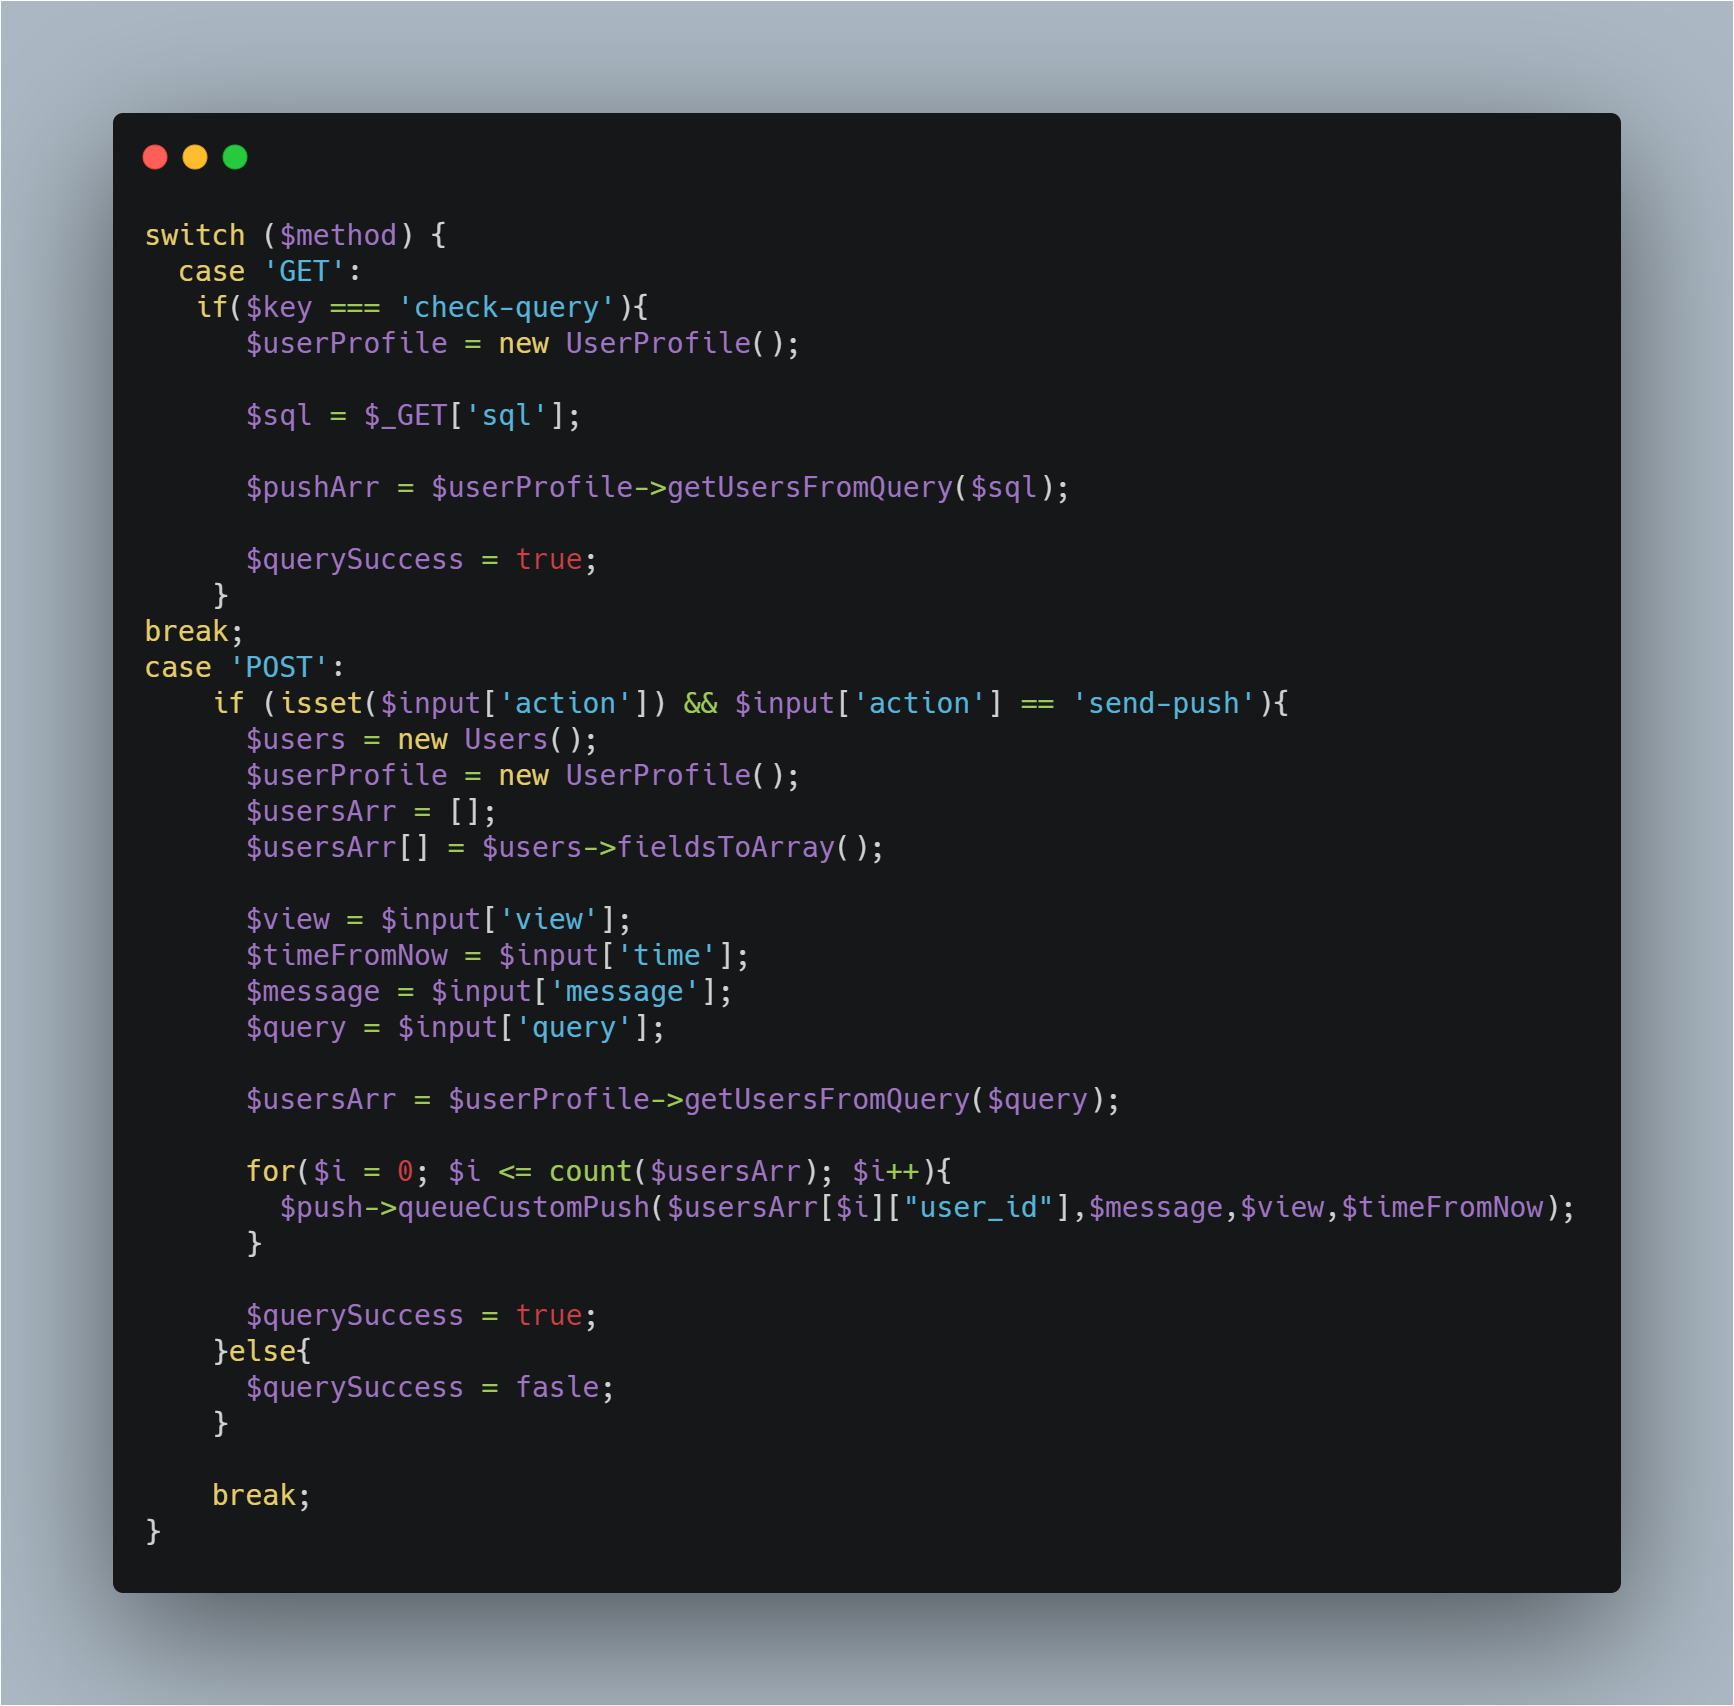 switch ($method) {
  case 'GET':
   if($key === 'check-query'){
      $userProfile = new UserProfile();

      $sql = $_GET['sql'];

      $pushArr = $userProfile->getUsersFromQuery($sql);

      $querySuccess = true;
    }
break;
case 'POST':
    if (isset($input['action']) && $input['action'] == 'send-push'){
      $users = new Users();
      $userProfile = new UserProfile();
      $usersArr = [];
      $usersArr[] = $users->fieldsToArray();

      $view = $input['view'];
      $timeFromNow = $input['time'];
      $message = $input['message'];
      $query = $input['query'];

      $usersArr = $userProfile->getUsersFromQuery($query);

      for($i = 0; $i <= count($usersArr); $i++){
        $push->queueCustomPush($usersArr[$i]["user_id"],$message,$view,$timeFromNow);
      }

      $querySuccess = true;
    }else{
      $querySuccess = fasle;
    }

    break;
}